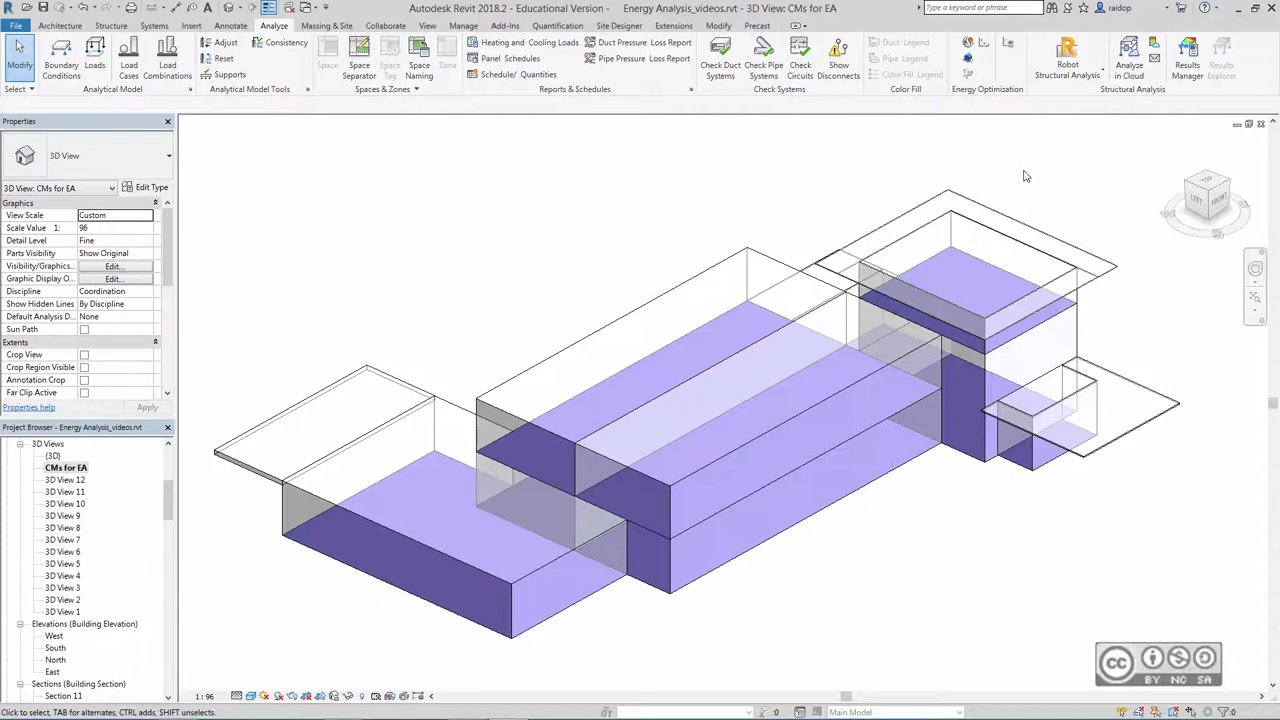 Autodesk Revit 2018.2 - Educational Version - Energy Analysis_videos.rvt - 3D View: CMs for EA
Type a keyword or phrase
raidop
File Architecture Structure Systems Insert Annotate Analyze Massing & Site Collaborate View Manage Add-Ins Quantification Site Designer Extensions Modify Precast
Modify
Boundary Conditions
Loads
Load Cases
Load Combinations
Adjust
Reset
Supports
Consistency
Space
Space Separator
Space Tag
Space Naming
Zone
Heating and Cooling Loads
Panel Schedules
Schedule/ Quantities
Duct Pressure Loss Report
Pipe Pressure Loss Report
Check Duct Systems
Check Pipe Systems
Check Circuits
Show Disconnects
Duct Legend
Pipe Legend
Color Fill Legend
Robot Structural Analysis
Analyze in Cloud
Results Manager
Results Explorer
Select Analytical Model Analytical Model Tools Spaces & Zones Reports & Schedules Check Systems Color Fill Energy Optimization Structural Analysis
Properties
3D View
3D View: CMs for EA Edit Type
Graphics
View Scale Custom
Scale Value 1: 96
Detail Level Fine
Parts Visibility Show Original
Visibility/Graphics... Edit...
Graphic Display O... Edit...
Discipline Coordination
Show Hidden Lines By Discipline
Default Analysis D... None
Sun Path
Extents
Crop View
Crop Region Visible
Annotation Crop
Far Clip Active
Properties help Apply
Project Browser - Energy Analysis_videos.rvt
3D Views
{3D}
CMs for EA
3D View 12
3D View 11
3D View 10
3D View 9
3D View 8
3D View 7
3D View 6
3D View 5
3D View 4
3D View 3
3D View 2
3D View 1
Elevations (Building Elevation)
West
South
North
East
Sections (Building Section)
Section 11
TOP
LEFT FRONT
CC
BY NC SA
1 : 96
Click to select, TAB for alternates, CTRL adds, SHIFT unselects.
:0
Main Model
:0